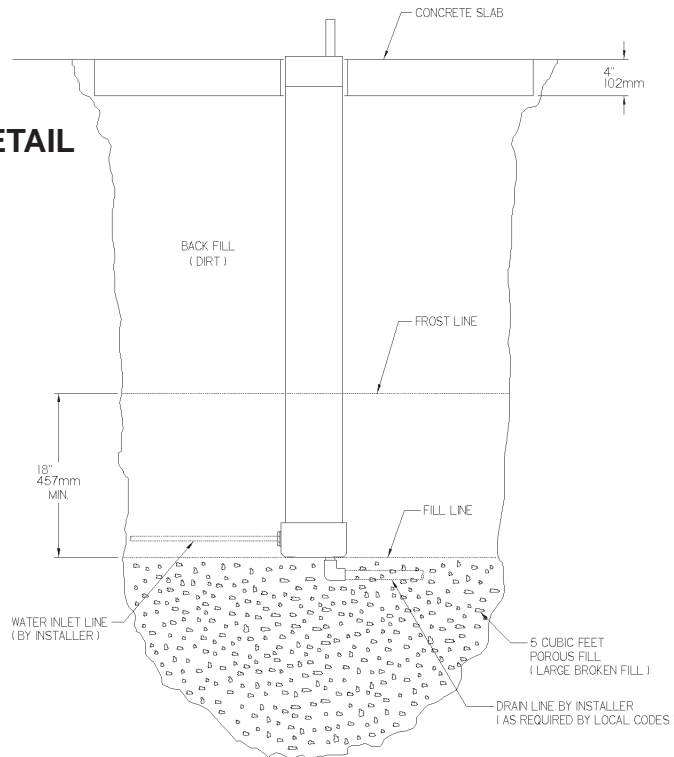 CONCRETE SLAB
4"
102mm
ETAIL
BACK FILL
( DIRT )
FROST LINE
18"
457mm
MIN.
FILL LINE
WATER INLET LINE
( BY INSTALLER )
5 CUBIC FEET
POROUS FILL
( LARGE BROKEN FILL )
DRAIN LINE BY INSTALLER
( AS REQUIRED BY LOCAL CODES